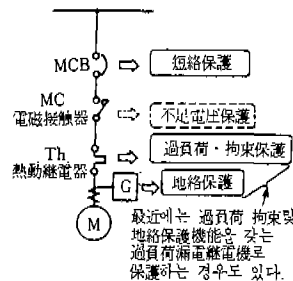 MCB
短絡保護
MC
電磁接触器
不足電圧保護
過負荷・拘束保護
Th
熱動継電器
G
地絡保護
M
最近에는 過負荷 拘束및
地絡保護機能을 갖는
過負荷漏電継電機로
保護하는 경우도 있다.